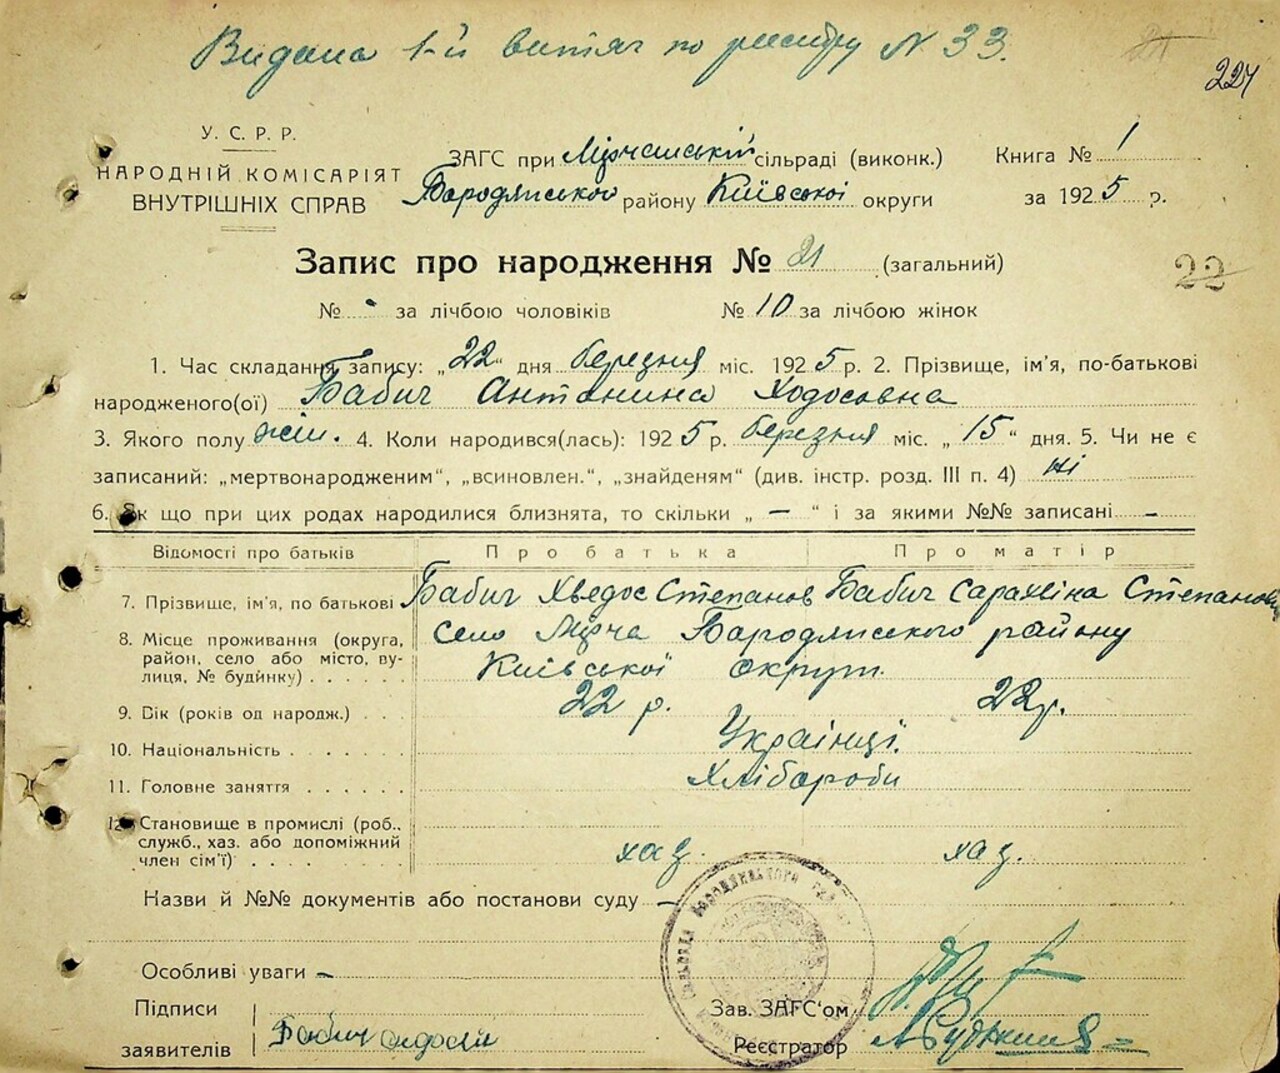 Видана 1-й витяг по реєстру № 33.
224
У. С. Р. Р.
НАРОДНІЙ КОМІСАРІЯТ
ВНУТРІШНІХ СПРАВ
ЗАГС при Мірчанській сільраді (виконк.)
Бородянського району Київської округи
Книга № 1
за 1925 р.
Запис про народження № 21 (загальний)
22
№ - за лічбою чоловіків № 10 за лічбою жінок
1. Час складання запису: „22“ дня березня міс. 1925 р. 2. Прізвище, ім'я, по-батькові
народженого(ої) Бабич Антанина Ходосовна
3. Якого полу жін. 4. Коли народився(лась): 1925 р. березня міс. „15“ дня. 5. Чи не є
записаний: „мертвонародженим“, „всиновлен.“, „знайденям“ (див. інстр. розд. III п. 4) ні
6. Як що при цих родах народилися близнята, то скільки „ — “ і за якими №№ записані —
Відомості про батьків Про батька Про матір
7. Прізвище, ім'я, по батькові Бабич Хведос Степанов Бабич Сарахвіна Степанов
8. Місце проживання (округа, район, село або місто, вулиця, № будинку) . . . . . .
село Мірча Бародянського району
Київської округи.
9. Вік (років од народж.) . . . 22 р. 22 р.
10. Національність . . . . . . . Українці.
11. Головне заняття . . . . . . Хлібароби
12. Становище в промислі (роб.. служб., хаз. або допоміжний член сім'ї) . . . . хаз. хаз.
Назви й №№ документів або постанови суду —
Особливі уваги —
Підписи
заявителів Бабич
Зав. ЗАГС'ом
Реєстратор